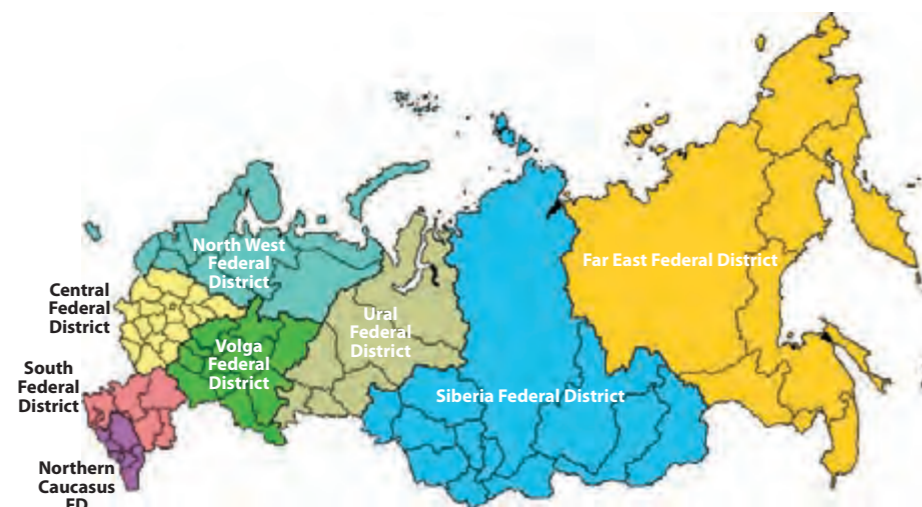 North West
Federal
District
Far East Federal District
Central
Federal
District
Ural
Federal
District
Volga
Federal
District
South
Federal
District
Siberia Federal District
Northern
Caucasus
ED